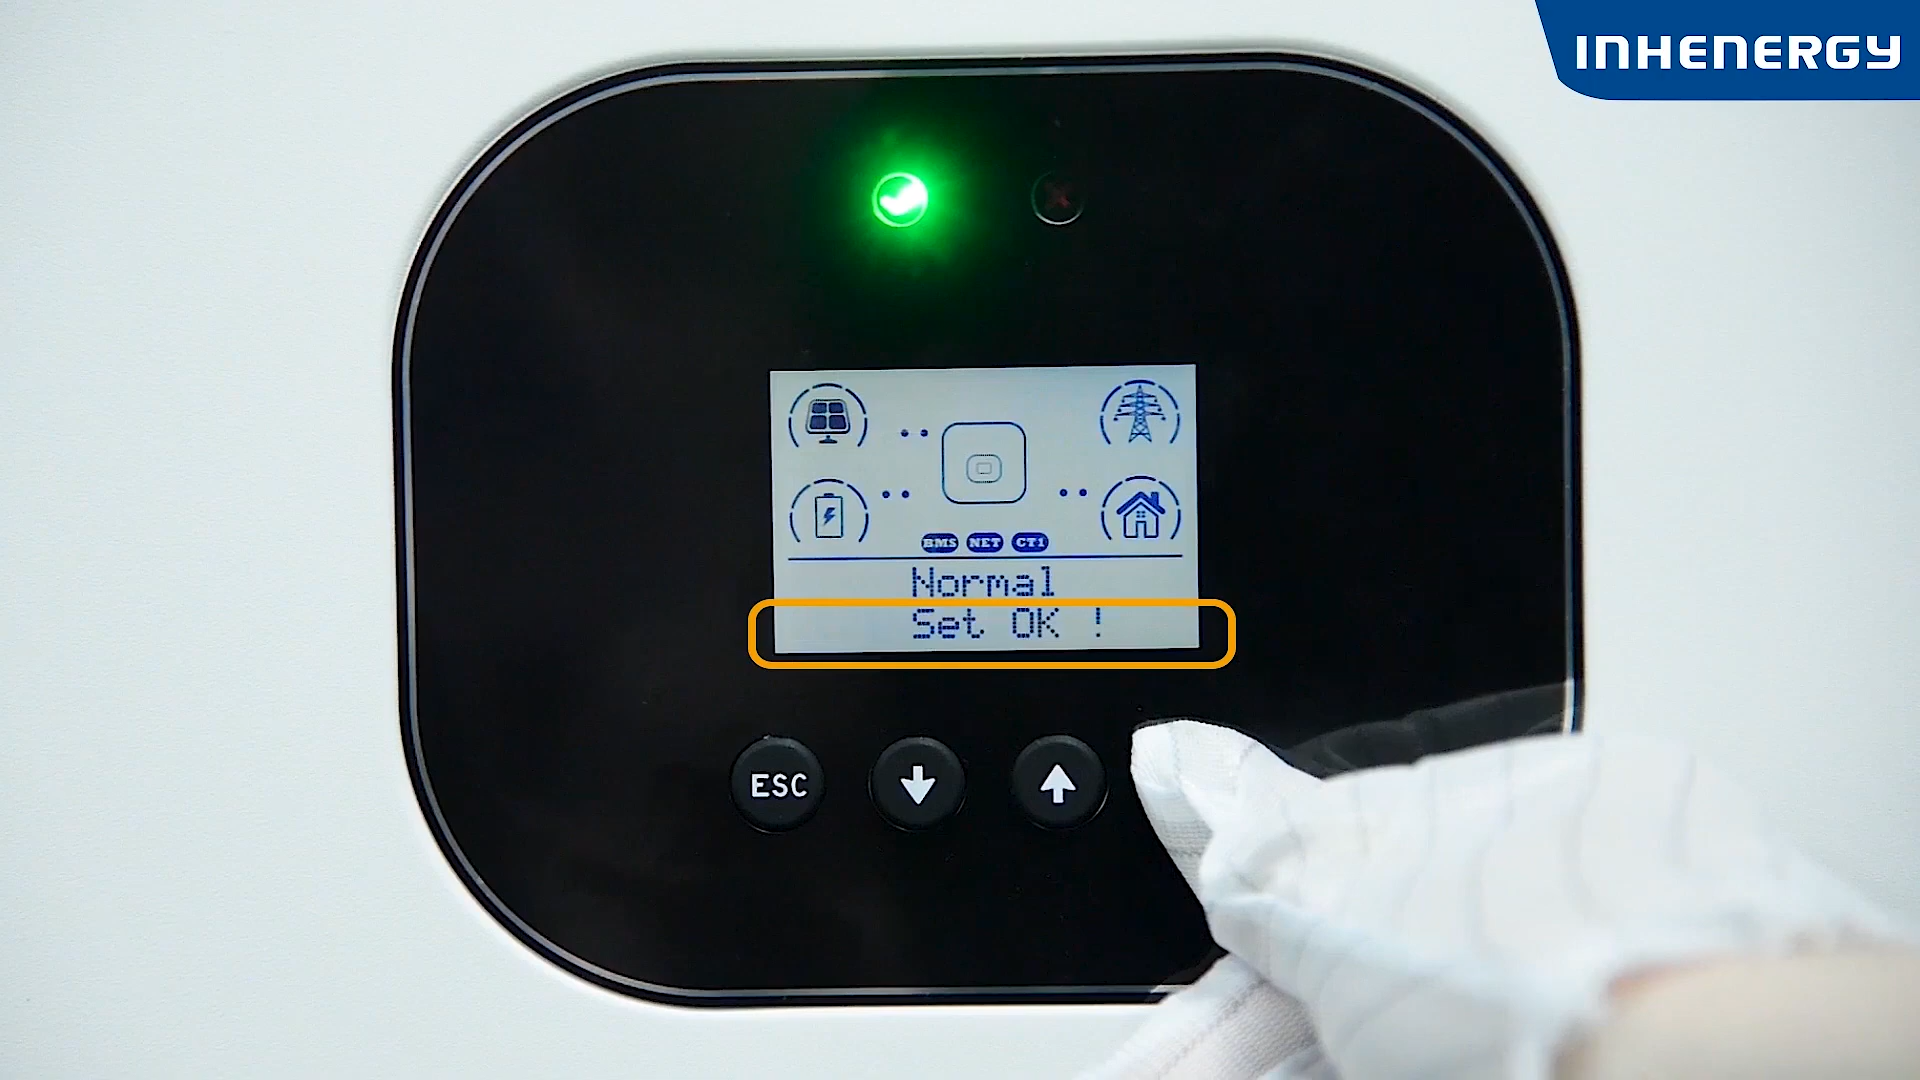 INHENERGY
BMS NET CT1
Normal
Set OK !
ESC